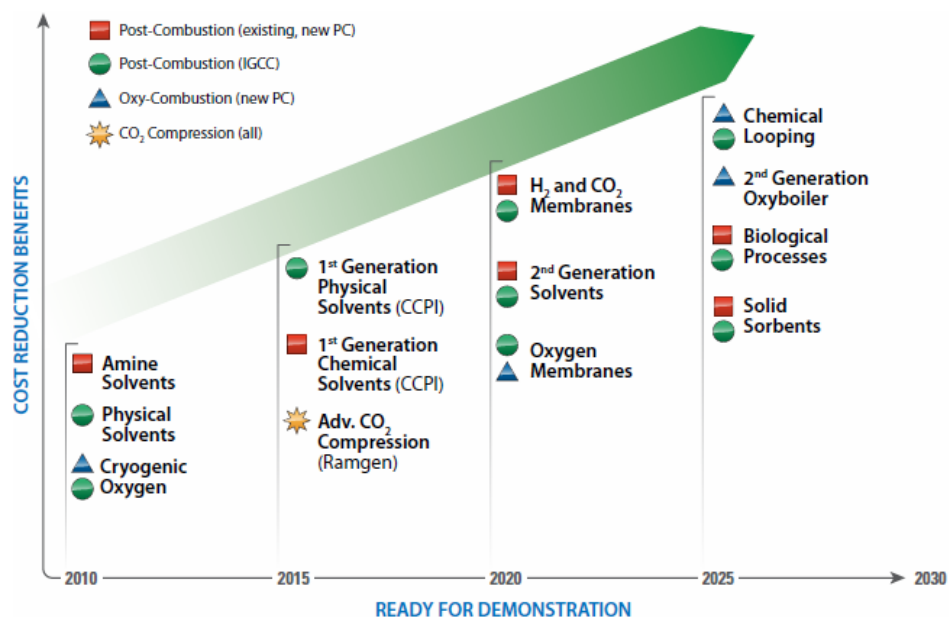 Post-Combustion (existing, new PC)
Post-Combustion (IGCC)
Oxy-Combustion (new PC)
CO₂ Compression (all)
COST REDUCTION BENEFITS
Amine
Solvents
Physical
Solvents
Cryogenic
Oxygen
1st Generation
Physical
Solvents (CCPI)
1st Generation
Chemical
Solvents (CCPI)
Adv. CO₂
Compression
(Ramgen)
H₂ and CO₂
Membranes
2nd Generation
Solvents
Oxygen
Membranes
Chemical
Looping
2nd Generation
Oxyboiler
Biological
Processes
Solid
Sorbents
2010
2015
2020
2025
2030
READY FOR DEMONSTRATION